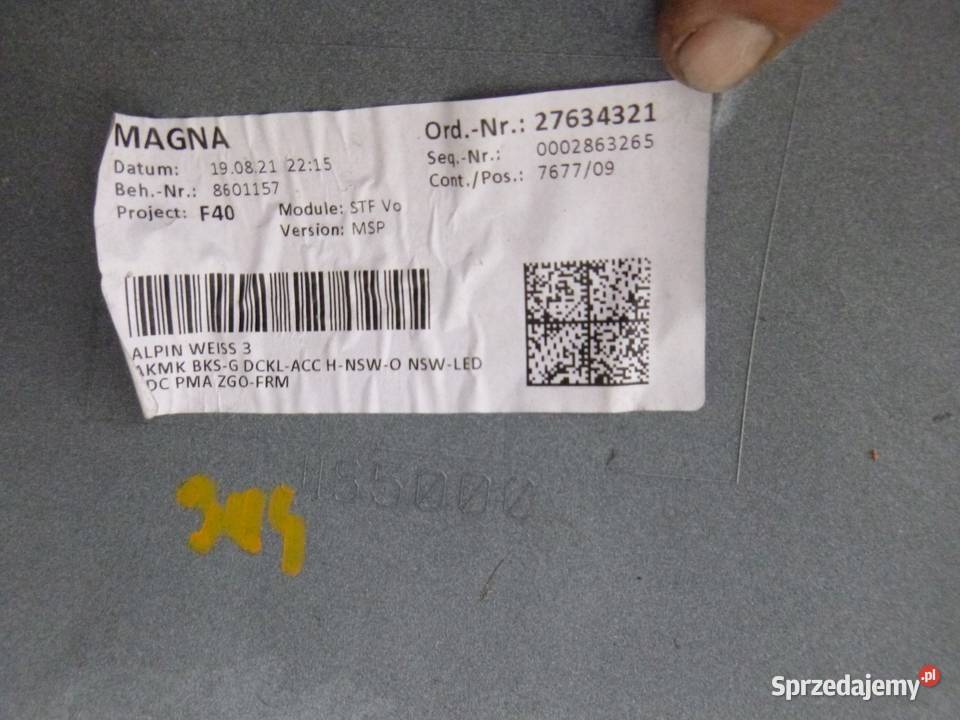 MAGNA
Datum: 19.08.21 22:15
Beh.-Nr.: 8601157
Project: F40 Module: STF Vo
Version: MSP
Ord.-Nr.: 27634321
Seq.-Nr.: 0002863265
Cont./Pos.: 7677/09
ALPIN WEISS 3
AKMK BKS-G DCKL-ACC H-NSW-O NSW-LED
DC PMA ZGO-FRM
Sprzedajemy.pl